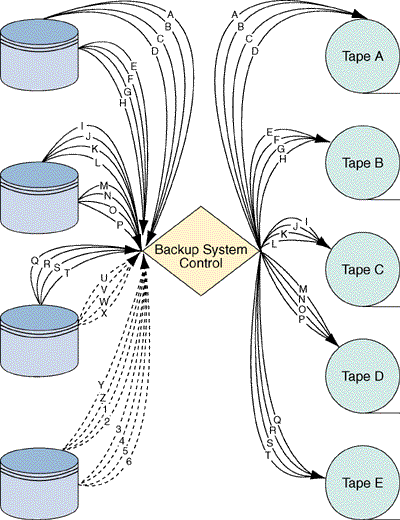 A
B
C
D
E
F
G
H
I
J
K
L
M
N
O
P
Q R S T
U
V
W
X
Y
Z
1
2
3
4
5
6
Backup System
Control
A
B
C
D
E
F
G
H
I
J
K
L
M
N
O
P
Q
R
S
T
Tape A
Tape B
Tape C
Tape D
Tape E